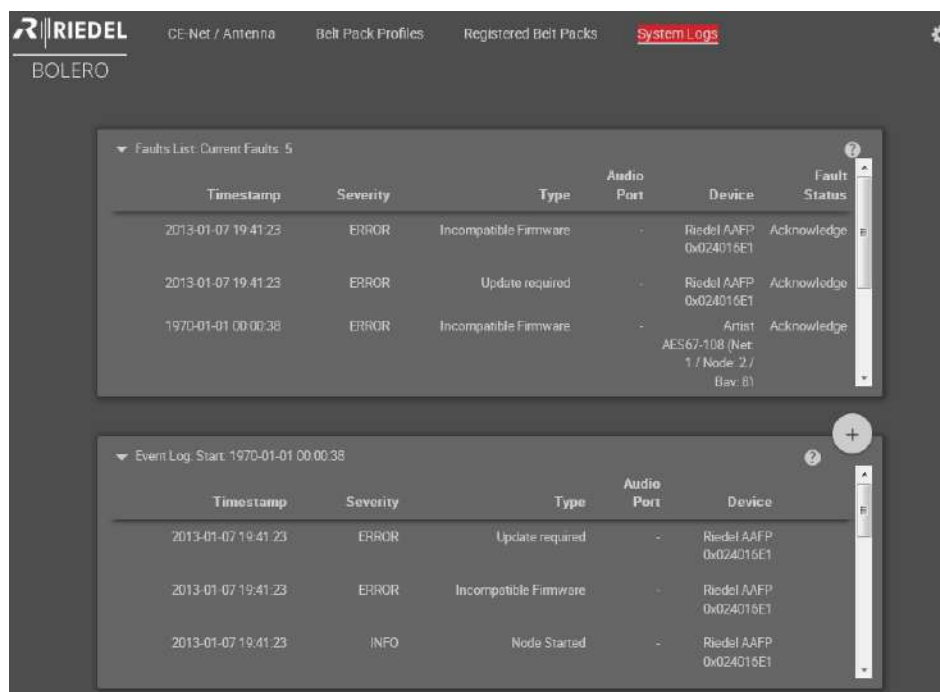 RIEDEL
BOLERO
CE-Net / Antenna Belt Pack Profiles Registered Belt Packs System Logs
Faults List: Current Faults: 5
Timestamp Severity Type Audio Port Device Fault Status
2013-01-07 19:41:23 ERROR Incompatible Firmware - Riedel AAFP 0x024016E1 Acknowledge
2013-01-07 19:41:23 ERROR Update required - Riedel AAFP 0x024016E1 Acknowledge
1970-01-01 00:00:38 ERROR Incompatible Firmware - Artist AES67-108 (Net: 1 / Node: 2 / Bay: 8) Acknowledge
Event Log: Start: 1970-01-01 00:00:38
Timestamp Severity Type Audio Port Device
2013-01-07 19:41:23 ERROR Update required - Riedel AAFP 0x024016E1
2013-01-07 19:41:23 ERROR Incompatible Firmware - Riedel AAFP 0x024016E1
2013-01-07 19:41:23 INFO Node Started - Riedel AAFP 0x024016E1